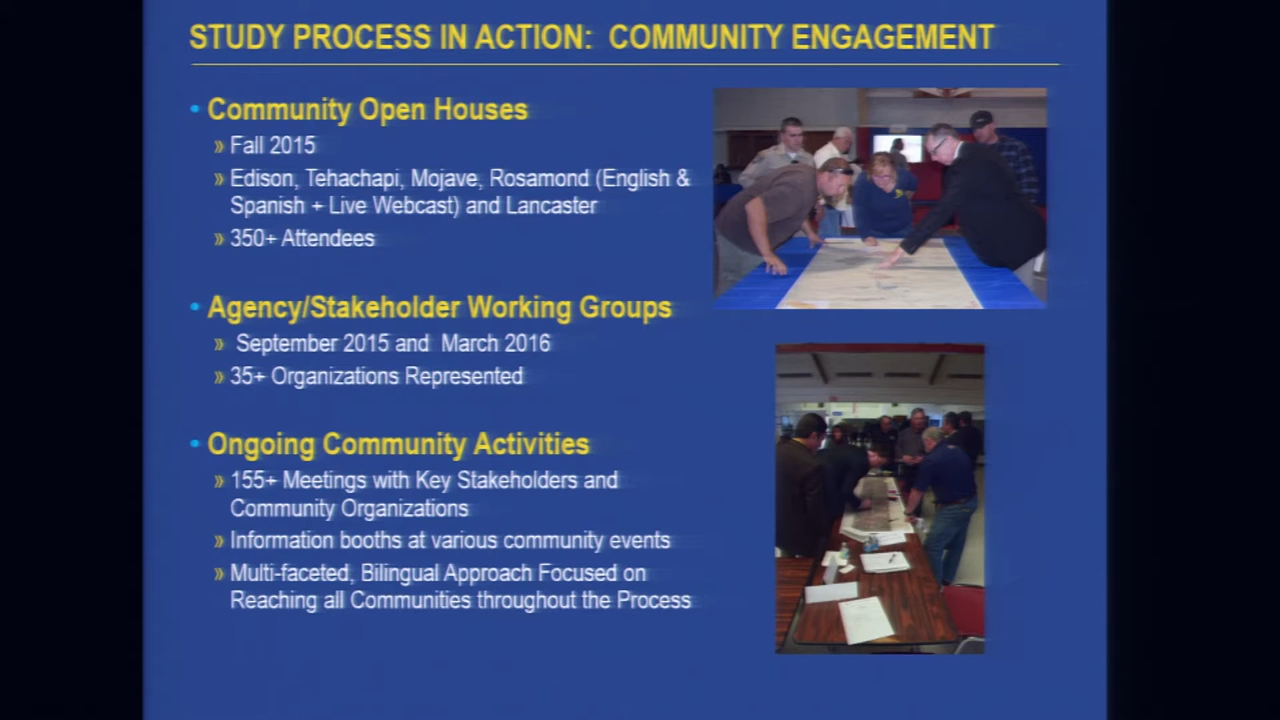 STUDY PROCESS IN ACTION: COMMUNITY ENGAGEMENT
• Community Open Houses
» Fall 2015
» Edison, Tehachapi, Mojave, Rosamond (English &
Spanish + Live Webcast) and Lancaster
» 350+ Attendees
• Agency/Stakeholder Working Groups
» September 2015 and March 2016
» 35+ Organizations Represented
• Ongoing Community Activities
» 155+ Meetings with Key Stakeholders and
Community Organizations
» Information booths at various community events
» Multi-faceted, Bilingual Approach Focused on
Reaching all Communities throughout the Process